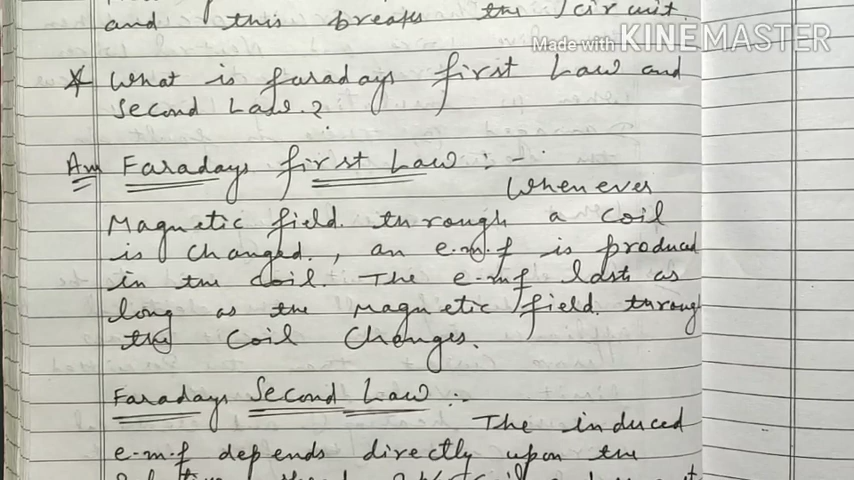 and this breaks the circuit.
Made with KINEMASTER
* What is faradays first Law and
Second Law.?
Ans Faradays first Law :-
Whenever
Magnetic field. through a coil
is changed., an e.m.f is produced
in the coil. The e.m.f lasts as
long as the Magnetic field. through
the Coil Changes.
Faradays Second Law :-
The induced
e.m.f depends directly upon the